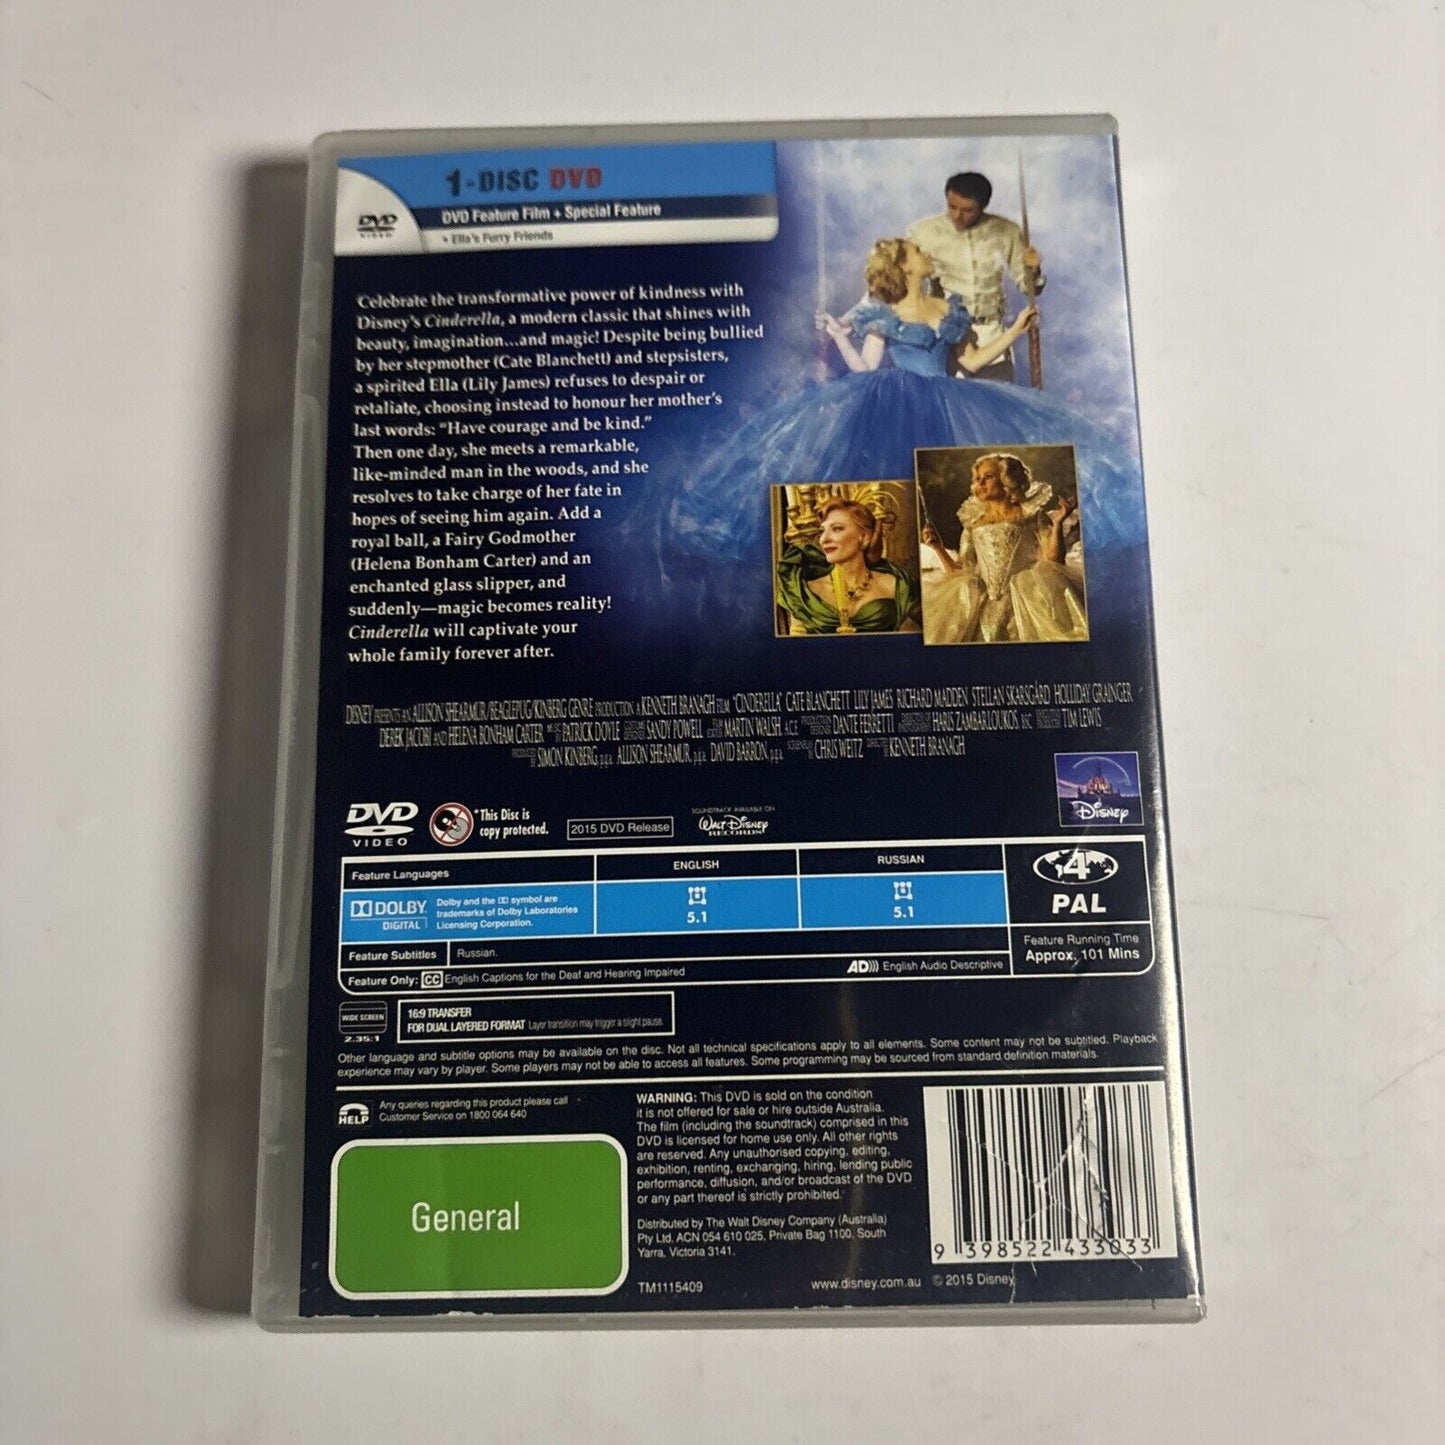 1-DISC DVD
DVD Feature Film + Special Feature
+ Ella's Furry Friends
DVD
VIDEO
Celebrate the transformative power of kindness with
Disney's Cinderella, a modern classic that shines with
beauty, imagination...and magic! Despite being bullied
by her stepmother (Cate Blanchett) and stepsisters,
a spirited Ella (Lily James) refuses to despair or
retaliate, choosing instead to honour her mother's
last words: “Have courage and be kind.”
Then one day, she meets a remarkable,
like-minded man in the woods, and she
resolves to take charge of her fate in
hopes of seeing him again. Add a
royal ball, a Fairy Godmother
(Helena Bonham Carter) and an
enchanted glass slipper, and
suddenly—magic becomes reality!
Cinderella will captivate your
whole family forever after.
DISNEY PRESENTS AN ALLISON SHEARMUR/BEAGLEPUG/KINBERG GENRE PRODUCTION A KENNETH BRANAGH FILM "CINDERELLA" CATE BLANCHETT LILY JAMES RICHARD MADDEN STELLAN SKARSGÅRD HOLLIDAY GRAINGER
DEREK JACOBI AND HELENA BONHAM CARTER MUSIC BY PATRICK DOYLE COSTUME DESIGNER SANDY POWELL FILM EDITOR MARTIN WALSH, A.C.E. PRODUCTION DESIGNER DANTE FERRETTI HARIS ZAMBARLOUKOS, BSC TIM LEWIS
PRODUCED BY SIMON KINBERG, p.g.a. ALLISON SHEARMUR, p.g.a. DAVID BARRON, p.g.a. SCREENPLAY BY CHRIS WEITZ DIRECTED BY KENNETH BRANAGH
Disney
DVD
VIDEO
*This Disc is
copy protected.
2015 DVD Release
SOUNDTRACK AVAILABLE ON
Walt Disney
RECORDS
Feature Languages
ENGLISH
RUSSIAN
DOLBY
DIGITAL
Dolby and the symbol are
trademarks of Dolby Laboratories
Licensing Corporation.
5.1
5.1
4
PAL
Feature Subtitles
Russian.
Feature Running Time
Approx. 101 Mins
Feature Only: CC English Captions for the Deaf and Hearing Impaired
AD))) English Audio Descriptive
WIDE SCREEN
2.35:1
16:9 TRANSFER
FOR DUAL LAYERED FORMAT Layer transition may trigger a slight pause.
Other language and subtitle options may be available on the disc. Not all technical specifications apply to all elements. Some content may not be subtitled. Playback
experience may vary by player. Some players may not be able to access all features. Some programming may be sourced from standard definition materials.
HELP
Any queries regarding this product please call
Customer Service on 1800 064 640
General
WARNING: This DVD is sold on the condition
it is not offered for sale or hire outside Australia.
The film (including the soundtrack) comprised in this
DVD is licensed for home use only. All other rights
are reserved. Any unauthorised copying, editing,
exhibition, renting, exchanging, hiring, lending public
performance, diffusion, and/or broadcast of the DVD
or any part thereof is strictly prohibited.
Distributed by The Walt Disney Company (Australia)
Pty Ltd. ACN 054 610 025, Private Bag 1100, South
Yarra, Victoria 3141.
TM1115409
www.disney.com.au © 2015 Disney
9 398522 433033